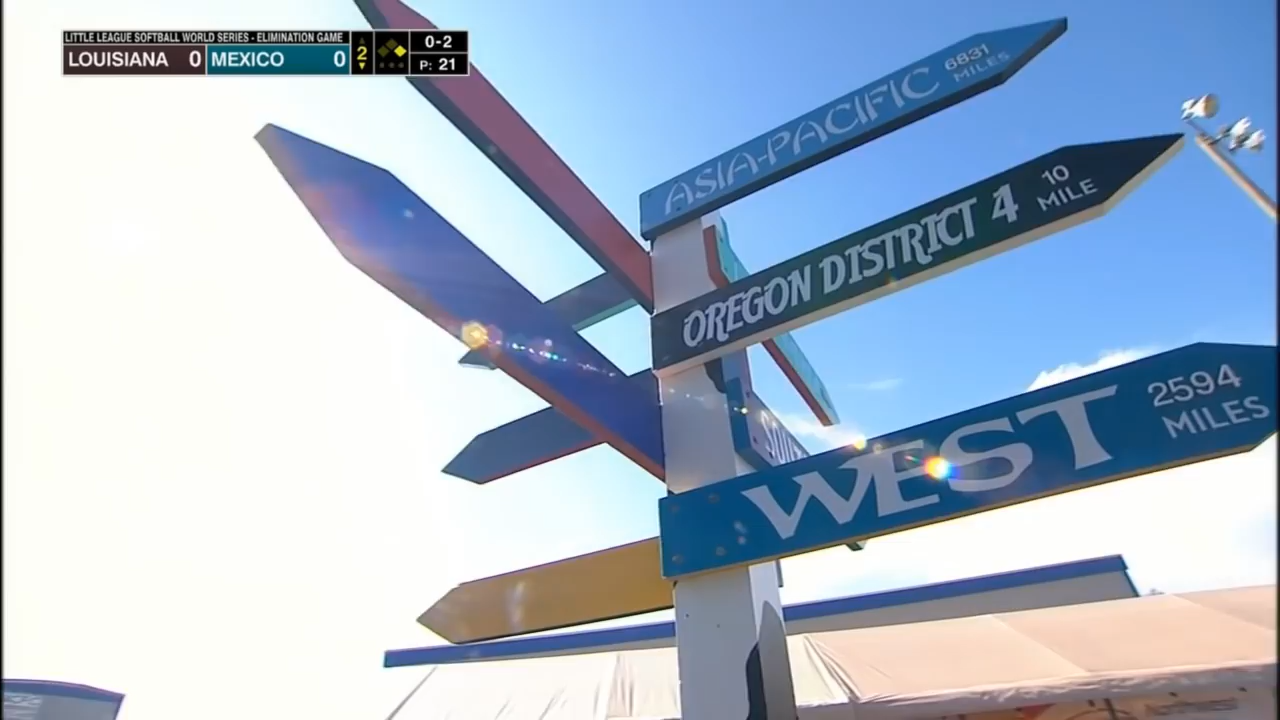 LITTLE LEAGUE SOFTBALL WORLD SERIES - ELIMINATION GAME
LOUISIANA 0 MEXICO 0 2 0-2
P: 21
ASIA-PACIFIC 6831 MILES
OREGON DISTRICT 4 10 MILE
WEST 2594 MILES